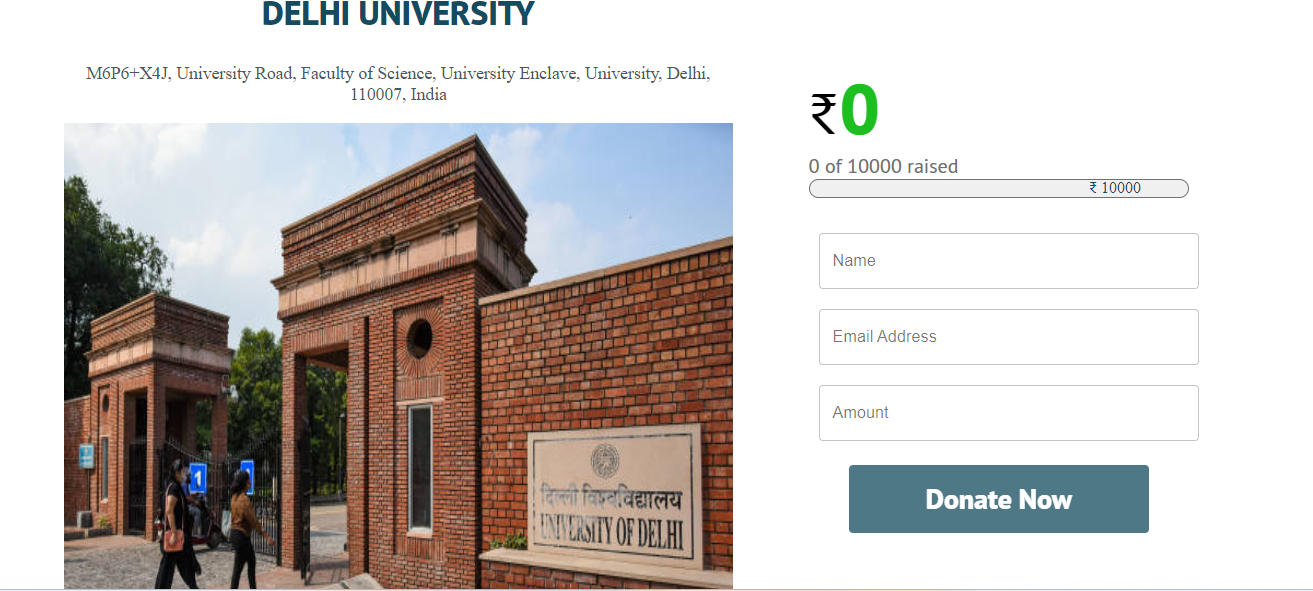 DELHI UNIVERSITY
M6P6+X4J, University Road, Faculty of Science, University Enclave, University, Delhi,
110007, India
1
दिल्ली विश्वविद्यालय
UNIVERSITY OF DELHI
₹0
0 of 10000 raised
₹ 10000
Name
Email Address
Amount
Donate Now